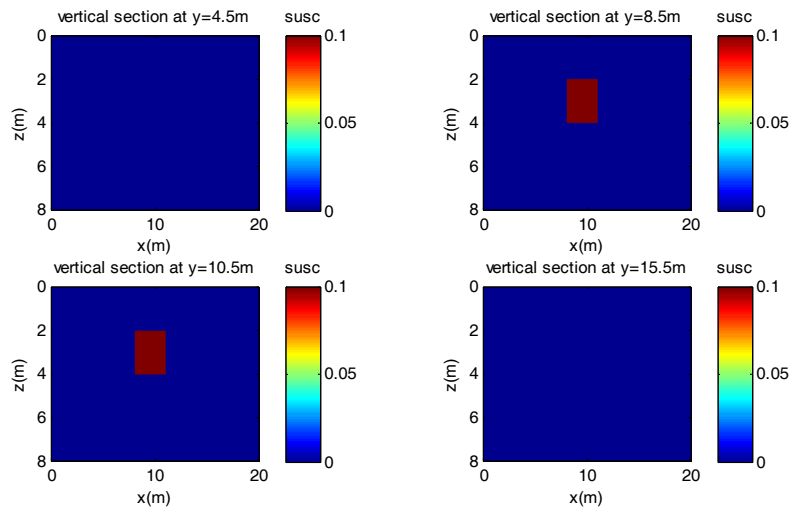 vertical section at y=4.5m
susc
0
2
4
6
8
z(m)
0
10
20
x(m)
0.1
0.05
0
vertical section at y=8.5m
susc
0
2
4
6
8
z(m)
0
10
20
x(m)
0.1
0.05
0
vertical section at y=10.5m
susc
0
2
4
6
8
z(m)
0
10
20
x(m)
0.1
0.05
0
vertical section at y=15.5m
susc
0
2
4
6
8
z(m)
0
10
20
x(m)
0.1
0.05
0